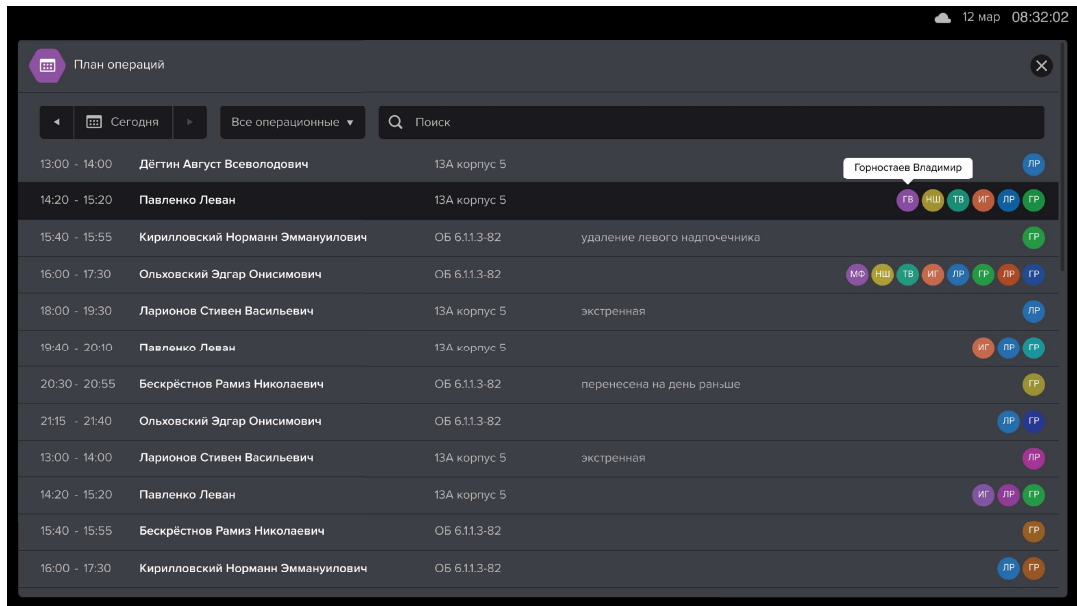 12 мар 08:32:02
План операций
Сегодня Все операционные Поиск
13:00 - 14:00 Дёгтин Август Всеволодович 13А корпус 5 ЛР
Горностаев Владимир
14:20 - 15:20 Павленко Леван 13А корпус 5 ГВ НШ ТВ ИГ ЛР ГР
15:40 - 15:55 Кирилловский Норманн Эммануилович ОБ 6.1.1.3-82 удаление левого надпочечника ГР
16:00 - 17:30 Ольховский Эдгар Онисимович ОБ 6.1.1.3-82 МФ НШ ТВ ИГ ЛР ГР ЛР ГР
18:00 - 19:30 Ларионов Стивен Васильевич 13А корпус 5 экстренная ЛР
19:40 - 20:10 Павленко Леван 13А корпус 5 ИГ ЛР ГР
20:30 - 20:55 Бескрёстнов Рамиз Николаевич ОБ 6.1.1.3-82 перенесена на день раньше ГР
21:15 - 21:40 Ольховский Эдгар Онисимович ОБ 6.1.1.3-82 ЛР ГР
13:00 - 14:00 Ларионов Стивен Васильевич 13А корпус 5 экстренная ЛР
14:20 - 15:20 Павленко Леван 13А корпус 5 ИГ ЛР ГР
15:40 - 15:55 Бескрёстнов Рамиз Николаевич ОБ 6.1.1.3-82 ГР
16:00 - 17:30 Кирилловский Норманн Эммануилович ОБ 6.1.1.3-82 ЛР ГР